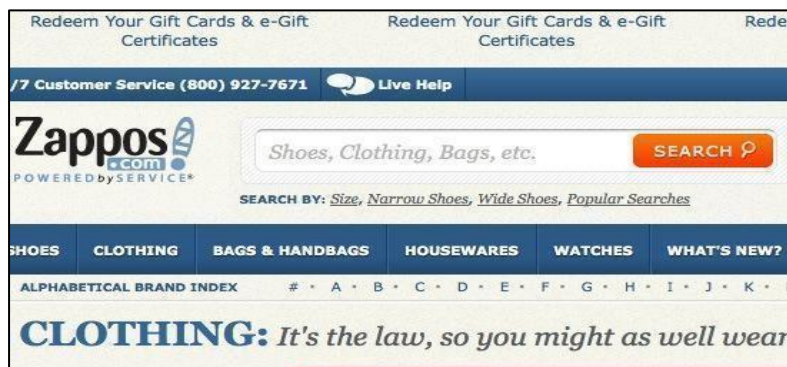 Redeem Your Gift Cards & e-Gift Certificates
Redeem Your Gift Cards & e-Gift Certificates
Rede
/7 Customer Service (800) 927-7671 Live Help
Zappos
.com
POWERED by SERVICE®
Shoes, Clothing, Bags, etc. SEARCH
SEARCH BY: Size, Narrow Shoes, Wide Shoes, Popular Searches
SHOES CLOTHING BAGS & HANDBAGS HOUSEWARES WATCHES WHAT'S NEW?
ALPHABETICAL BRAND INDEX # • A • B • C • D • E • F • G • H • I • J • K •
CLOTHING: It's the law, so you might as well wear